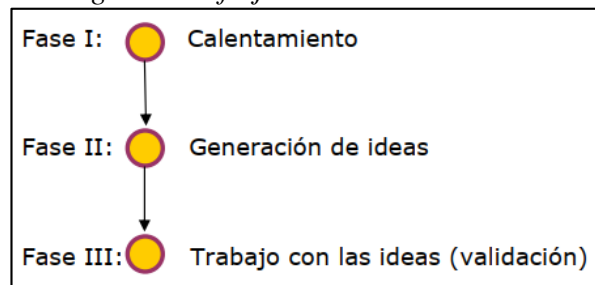 Fase I: Calentamiento
Fase II: Generación de ideas
Fase III: Trabajo con las ideas (validación)